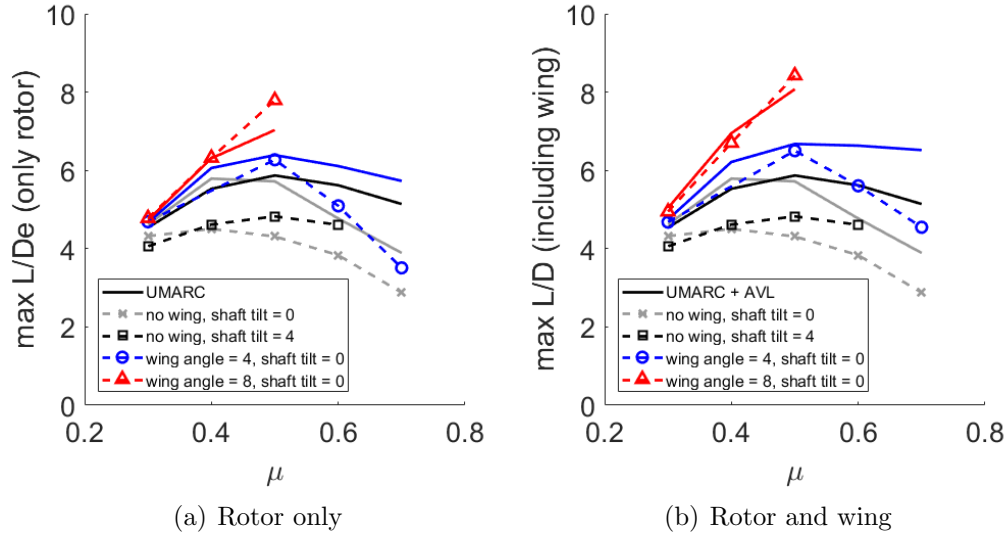 10
8
6
4
2
0
0.2
0.4
0.6
0.8
max L/De (only rotor)
μ
UMARC
no wing, shaft tilt = 0
no wing, shaft tilt = 4
wing angle = 4, shaft tilt = 0
wing angle = 8, shaft tilt = 0
(a) Rotor only
10
8
6
4
2
0
0.2
0.4
0.6
0.8
max L/D (including wing)
μ
UMARC + AVL
no wing, shaft tilt = 0
no wing, shaft tilt = 4
wing angle = 4, shaft tilt = 0
wing angle = 8, shaft tilt = 0
(b) Rotor and wing